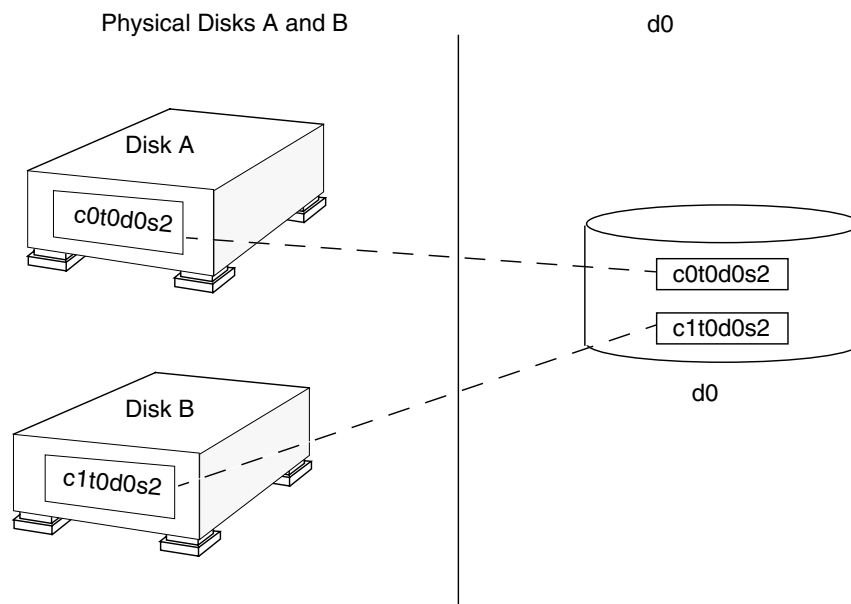 Physical Disks A and B
d0
Disk A
c0t0d0s2
c0t0d0s2
c1t0d0s2
d0
Disk B
c1t0d0s2